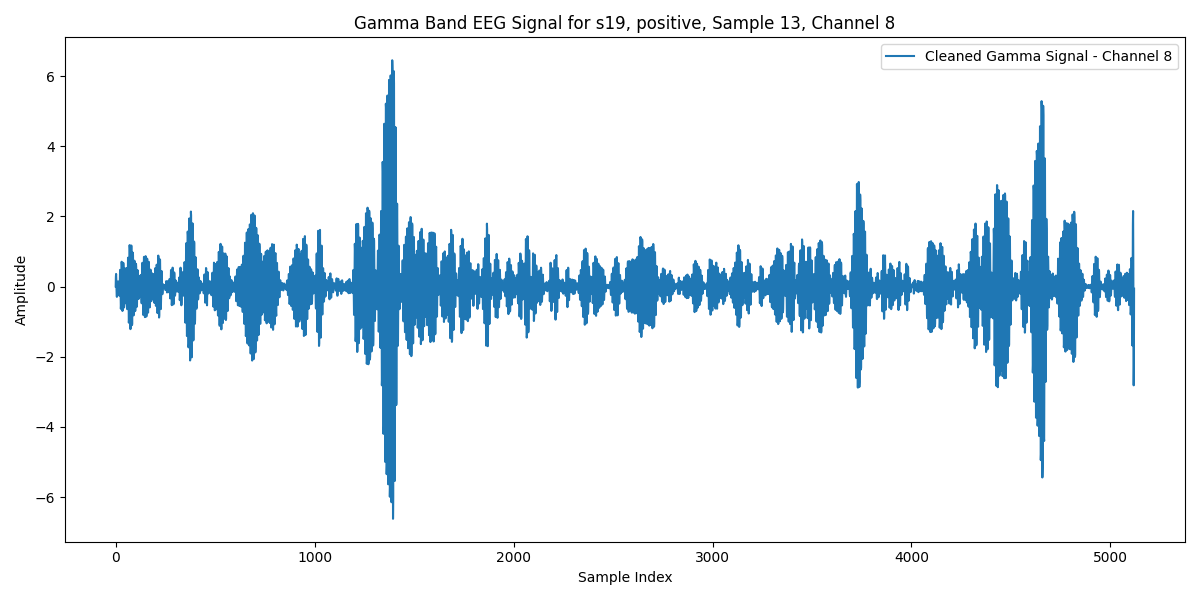 Gamma Band EEG Signal for s19, positive, Sample 13, Channel 8
Cleaned Gamma Signal - Channel 8
6
4
2
0
−2
−4
−6
Amplitude
0 1000 2000 3000 4000 5000
Sample Index